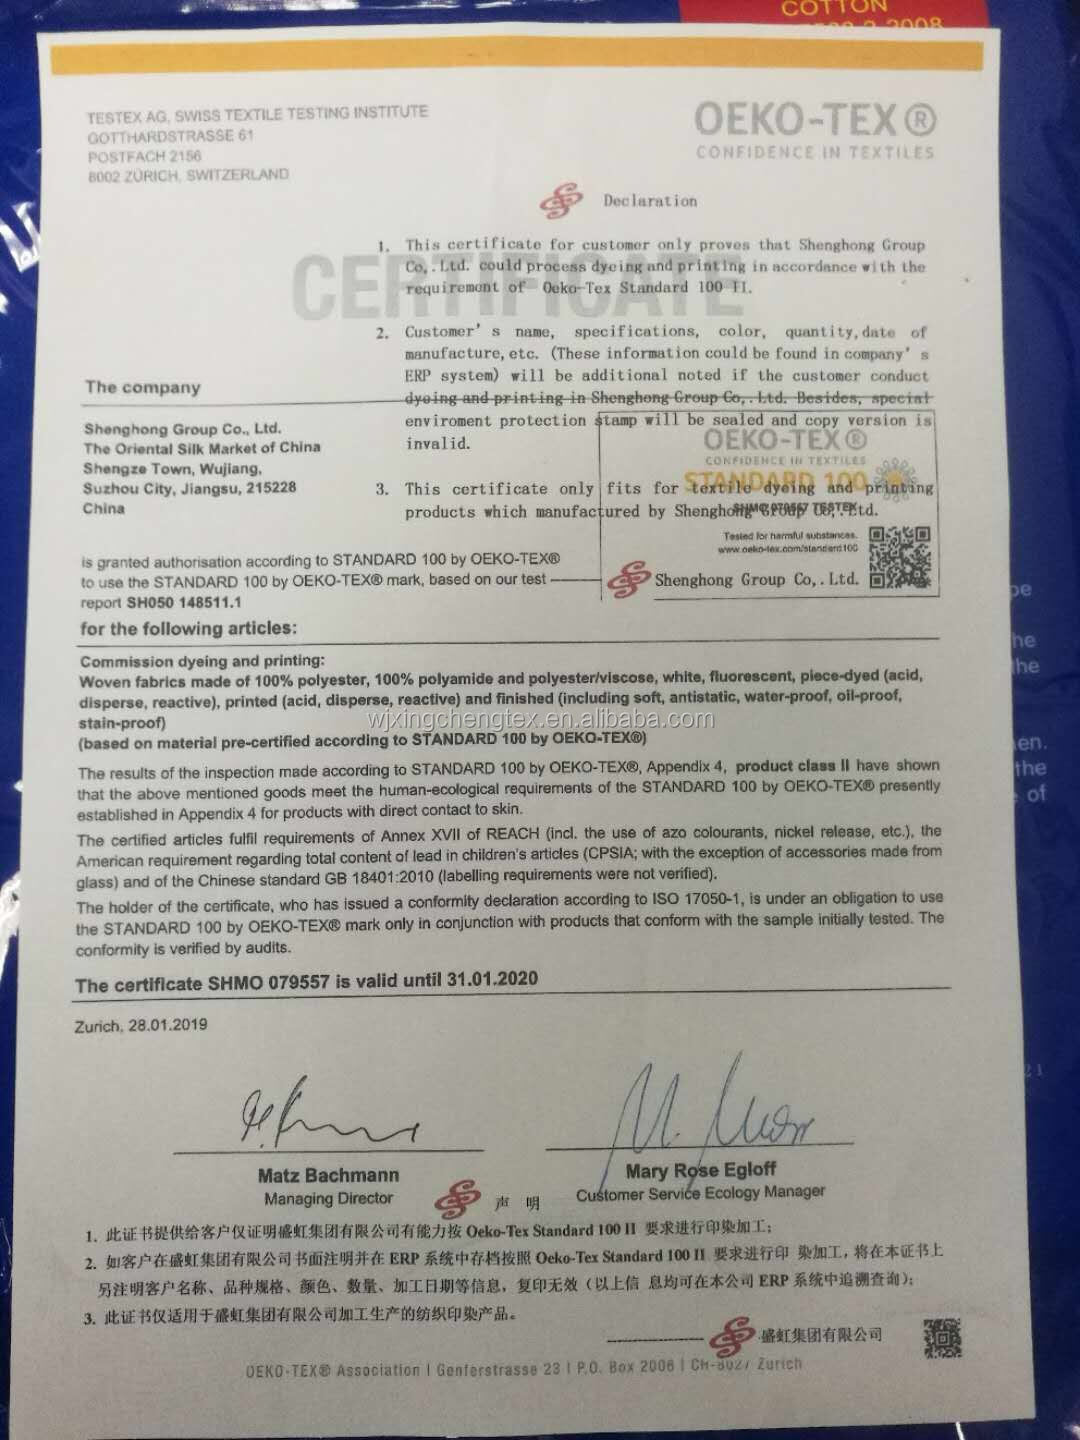 COTTON
TESTEX AG, SWISS TEXTILE TESTING INSTITUTE
GOTTHARDSTRASSE 61
POSTFACH 2156
8002 ZÜRICH, SWITZERLAND
OEKO-TEX®
CONFIDENCE IN TEXTILES
Declaration
CERTIFICATE
1. This certificate for customer only proves that Shenghong Group
Co,. Ltd. could process dyeing and printing in accordance with the
requirement of Oeko-Tex Standard 100 II.
2. Customer's name, specifications, color, quantity, date of
manufacture, etc. (These information could be found in company's
ERP system) will be additional noted if the customer conduct
dyeing and printing in Shenghong Group Co,. Ltd. Besides, special
enviroment protection stamp will be sealed and copy version is
invalid.
3. This certificate only fits for textile dyeing and printing
products which manufactured by Shenghong Group Co,. Ltd.
Shenghong Group Co,. Ltd.
The company
Shenghong Group Co., Ltd.
The Oriental Silk Market of China
Shengze Town, Wujiang,
Suzhou City, Jiangsu, 215228
China
OEKO-TEX®
CONFIDENCE IN TEXTILES
STANDARD 100
SHMO 079557 TESTEX
Tested for harmful substances.
www.oeko-tex.com/standard100
is granted authorisation according to STANDARD 100 by OEKO-TEX®
to use the STANDARD 100 by OEKO-TEX® mark, based on our test
report SH050 148511.1
for the following articles:
Commission dyeing and printing:
Woven fabrics made of 100% polyester, 100% polyamide and polyester/viscose, white, fluorescent, piece-dyed (acid,
disperse, reactive), printed (acid, disperse, reactive) and finished (including soft, antistatic, water-proof, oil-proof,
stain-proof)
wjxingchengtex.en.alibaba.com
(based on material pre-certified according to STANDARD 100 by OEKO-TEX®)
The results of the inspection made according to STANDARD 100 by OEKO-TEX®, Appendix 4, product class II have shown
that the above mentioned goods meet the human-ecological requirements of the STANDARD 100 by OEKO-TEX® presently
established in Appendix 4 for products with direct contact to skin.
The certified articles fulfil requirements of Annex XVII of REACH (incl. the use of azo colourants, nickel release, etc.), the
American requirement regarding total content of lead in children's articles (CPSIA; with the exception of accessories made from
glass) and of the Chinese standard GB 18401:2010 (labelling requirements were not verified).
The holder of the certificate, who has issued a conformity declaration according to ISO 17050-1, is under an obligation to use
the STANDARD 100 by OEKO-TEX® mark only in conjunction with products that conform with the sample initially tested. The
conformity is verified by audits.
The certificate SHMO 079557 is valid until 31.01.2020
Zurich, 28.01.2019
Matz Bachmann
Managing Director
Mary Rose Egloff
Customer Service Ecology Manager
声 明
1. 此证书提供给客户仅证明盛虹集团有限公司有能力按 Oeko-Tex Standard 100 II 要求进行印染加工；
2. 如客户在盛虹集团有限公司书面注明并在 ERP 系统中存档按照 Oeko-Tex Standard 100 II 要求进行印 染加工，将在本证书上
另注明客户名称、品种规格、颜色、数量、加工日期等信息，复印无效（以上信 息均可在本公司 ERP 系统中追溯查询）；
3. 此证书仅适用于盛虹集团有限公司加工生产的纺织印染产品。
盛虹集团有限公司
OEKO-TEX® Association | Genferstrasse 23 | P.O. Box 2006 | CH-8027 Zurich